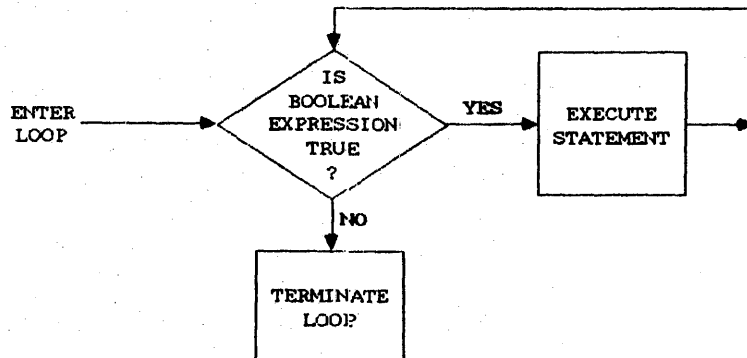 IS
BOOLEAN
EXPRESSION
TRUE
?
ENTER
LOOP
YES
EXECUTE
STATEMENT
NO
TERMINATE
LOOP